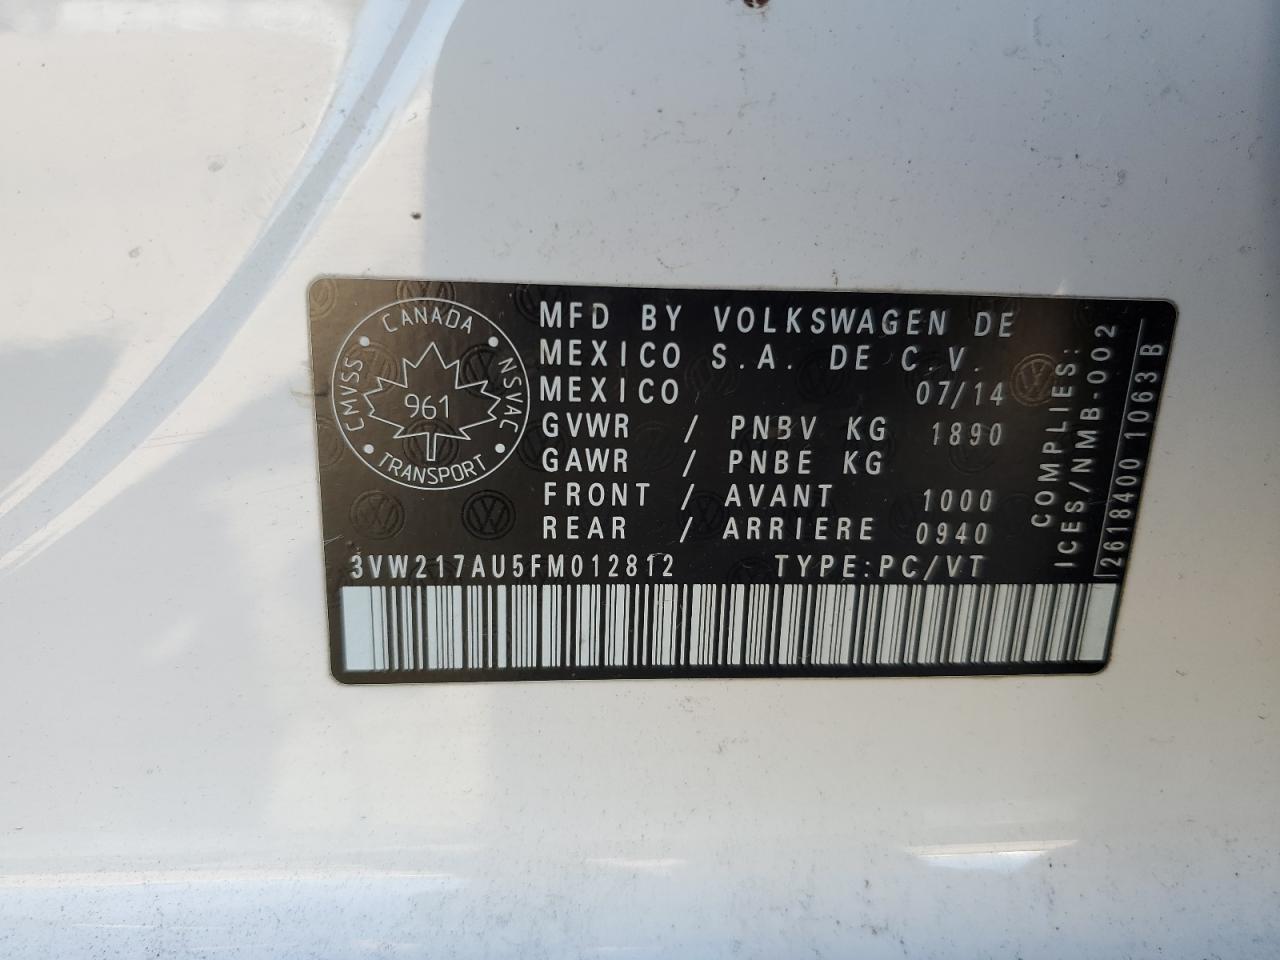 CANADA
CMVSS
NSVAC
961
TRANSPORT
MFD BY VOLKSWAGEN DE
MEXICO S.A. DE C.V.
MEXICO 07/14
GVWR / PNBV KG 1890
GAWR / PNBE KG
FRONT / AVANT 1000
REAR / ARRIERE 0940
3VW217AU5FM012812 TYPE:PC/VT
COMPLIES:
ICES/NMB-002
2618400 1063 B